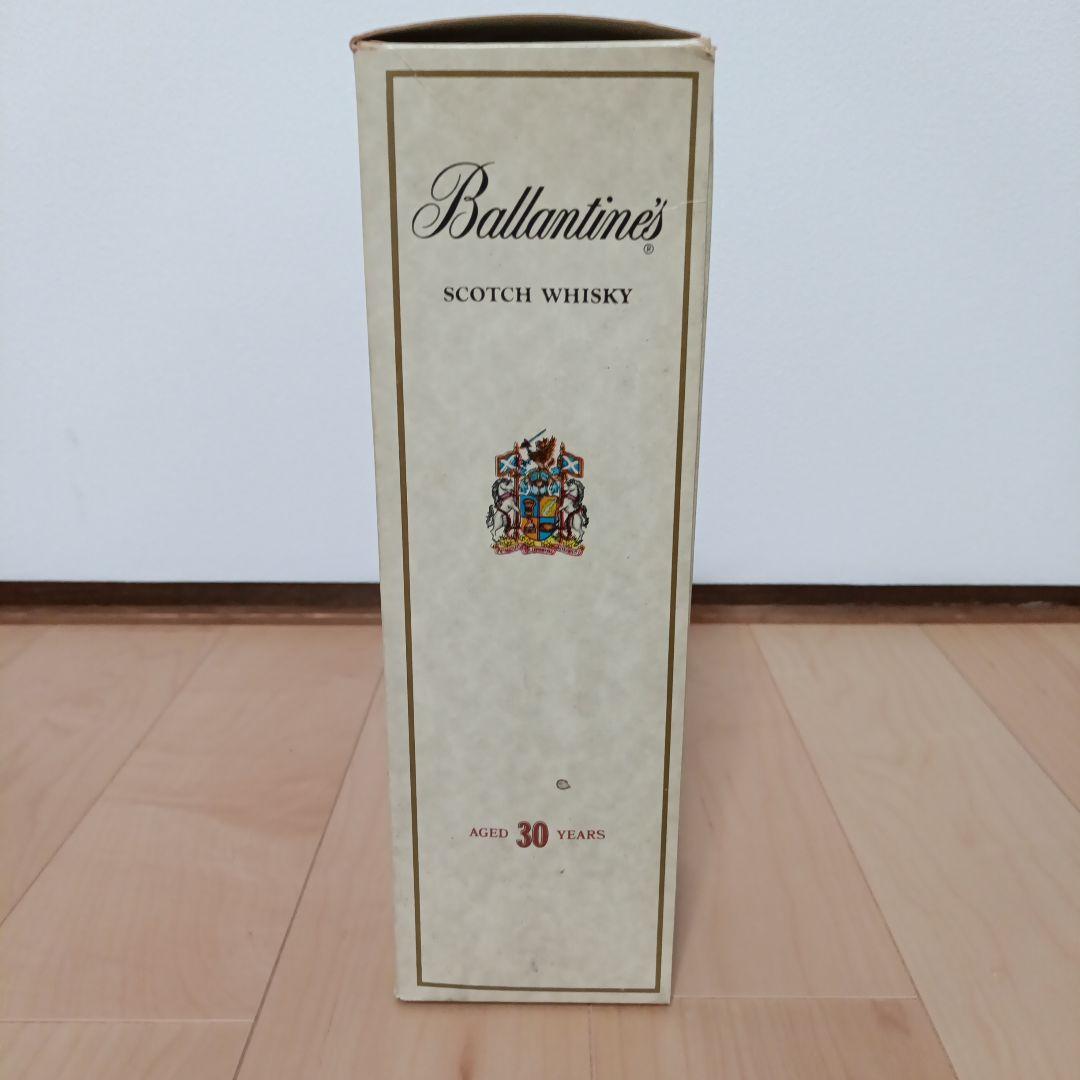 Ballantine's
®
SCOTCH WHISKY
AGED 30 YEARS